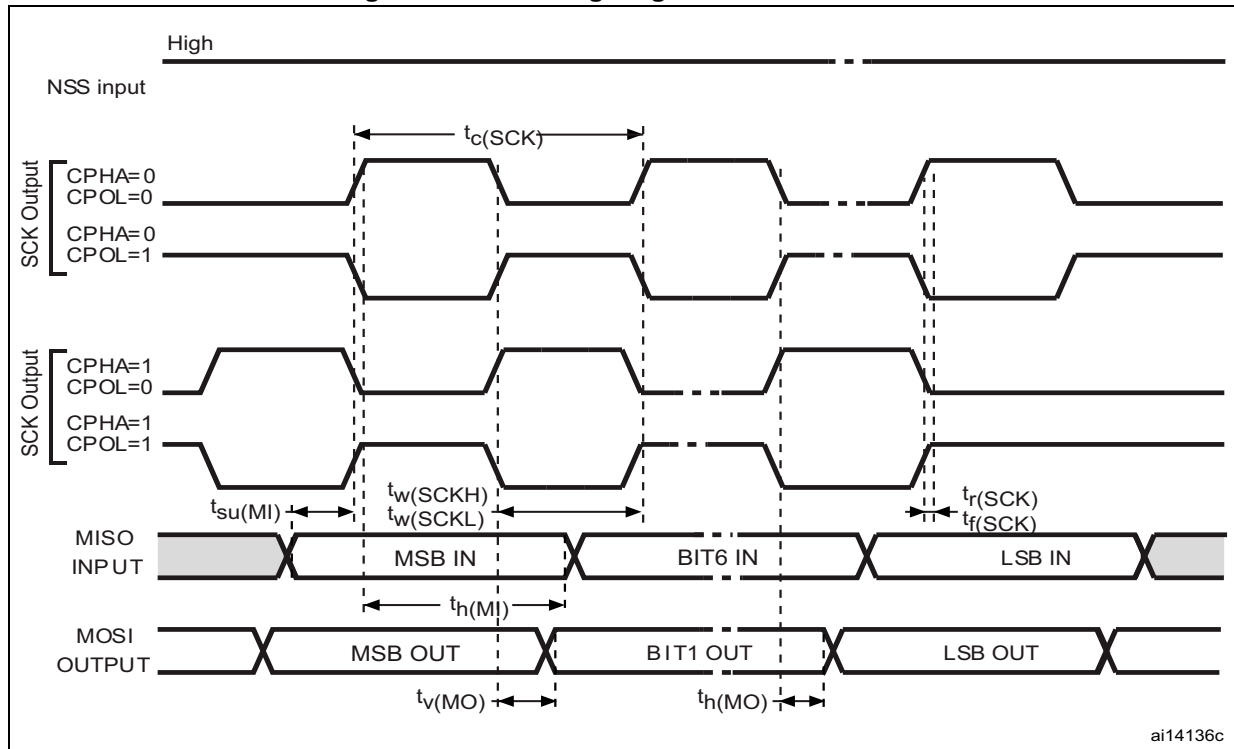 High
NSS input
tc(SCK)
SCK Output
CPHA=0
CPOL=0
CPHA=0
CPOL=1
SCK Output
CPHA=1
CPOL=0
CPHA=1
CPOL=1
tsu(MI)
tw(SCKH)
tw(SCKL)
tr(SCK)
tf(SCK)
MISO
INPUT
MSB IN
BIT6 IN
LSB IN
th(MI)
MOSI
OUTPUT
MSB OUT
BIT1 OUT
LSB OUT
tv(MO)
th(MO)
ai14136c